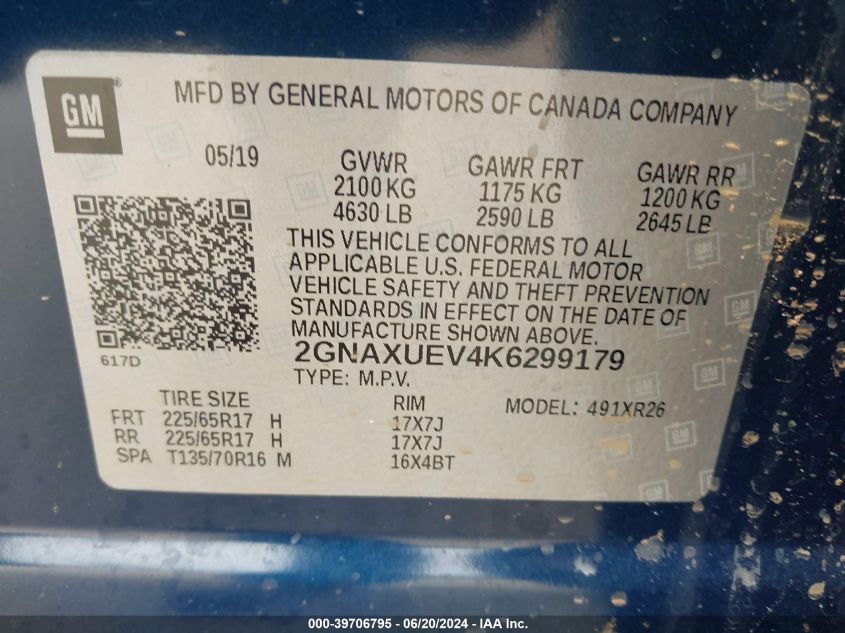 GM
MFD BY GENERAL MOTORS OF CANADA COMPANY
05/19
GVWR GAWR FRT GAWR RR
2100 KG 1175 KG 1200 KG
4630 LB 2590 LB 2645 LB
THIS VEHICLE CONFORMS TO ALL
APPLICABLE U.S. FEDERAL MOTOR
VEHICLE SAFETY AND THEFT PREVENTION
STANDARDS IN EFFECT ON THE DATE OF
MANUFACTURE SHOWN ABOVE.
617D
2GNAXUEV4K6299179
TYPE: M.P.V.
TIRE SIZE RIM MODEL: 491XR26
FRT 225/65R17 H 17X7J
RR 225/65R17 H 17X7J
SPA T135/70R16 M 16X4BT
000-39706795 - 06/20/2024 - IAA Inc.